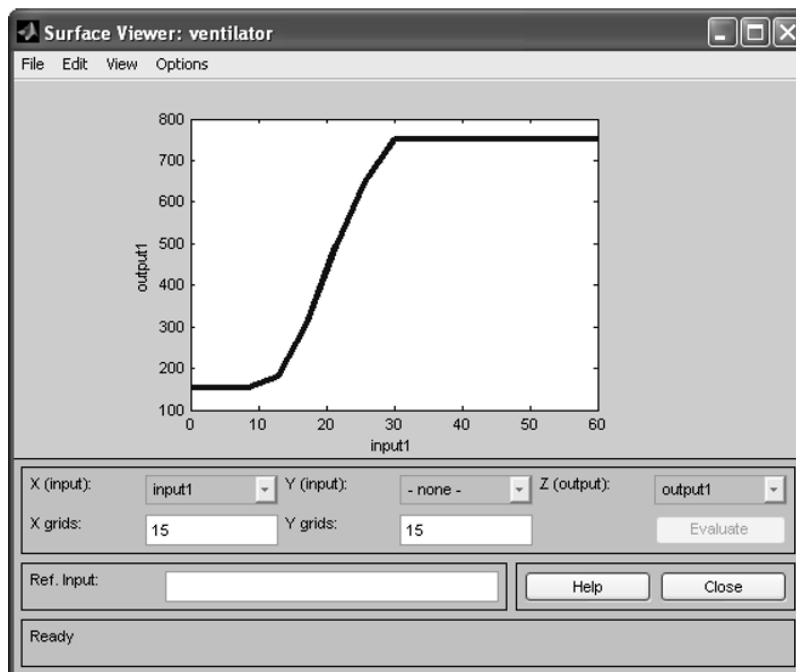 Surface Viewer: ventilator
File Edit View Options
800
700
600
500
400
300
200
100
output1
0 10 20 30 40 50 60
input1
X (input): input1 Y (input): - none - Z (output): output1
X grids: 15 Y grids: 15 Evaluate
Ref. Input: Help Close
Ready